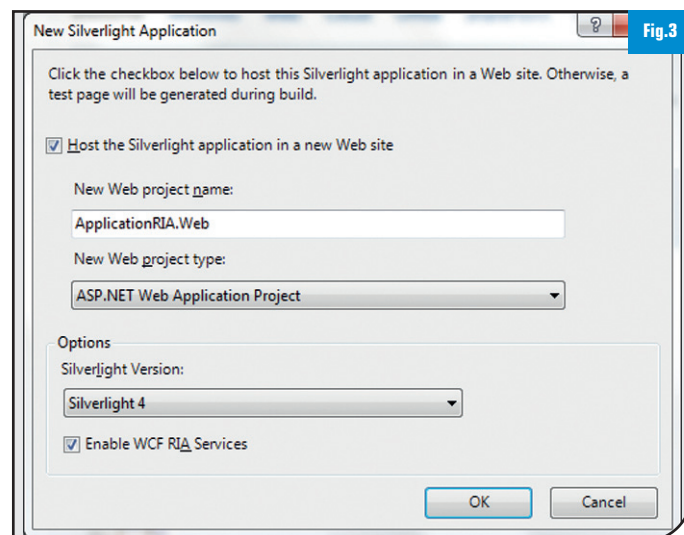 New Silverlight Application
?
Fig.3
Click the checkbox below to host this Silverlight application in a Web site. Otherwise, a
test page will be generated during build.
Host the Silverlight application in a new Web site
New Web project name:
ApplicationRIA.Web
New Web project type:
ASP.NET Web Application Project
Options
Silverlight Version:
Silverlight 4
Enable WCF RIA Services
OK
Cancel